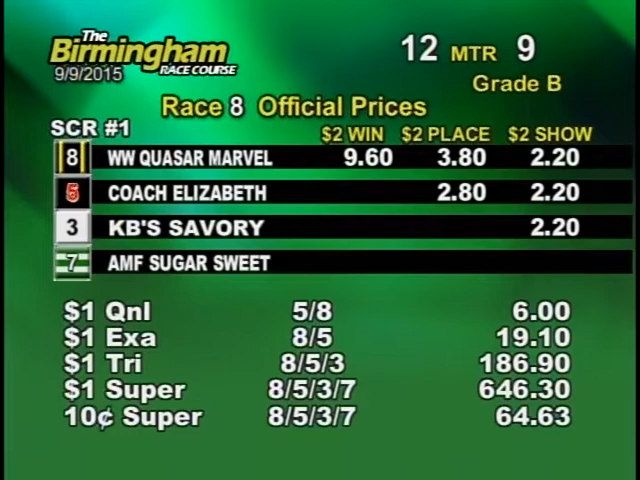 The
Birmingham
RACE COURSE
9/9/2015
12 MTR 9
Grade B
Race 8 Official Prices
SCR #1
$2 WIN $2 PLACE $2 SHOW
8 WW QUASAR MARVEL 9.60 3.80 2.20
5 COACH ELIZABETH 2.80 2.20
3 KB'S SAVORY 2.20
7 AMF SUGAR SWEET
$1 Qnl 5/8 6.00
$1 Exa 8/5 19.10
$1 Tri 8/5/3 186.90
$1 Super 8/5/3/7 646.30
10¢ Super 8/5/3/7 64.63